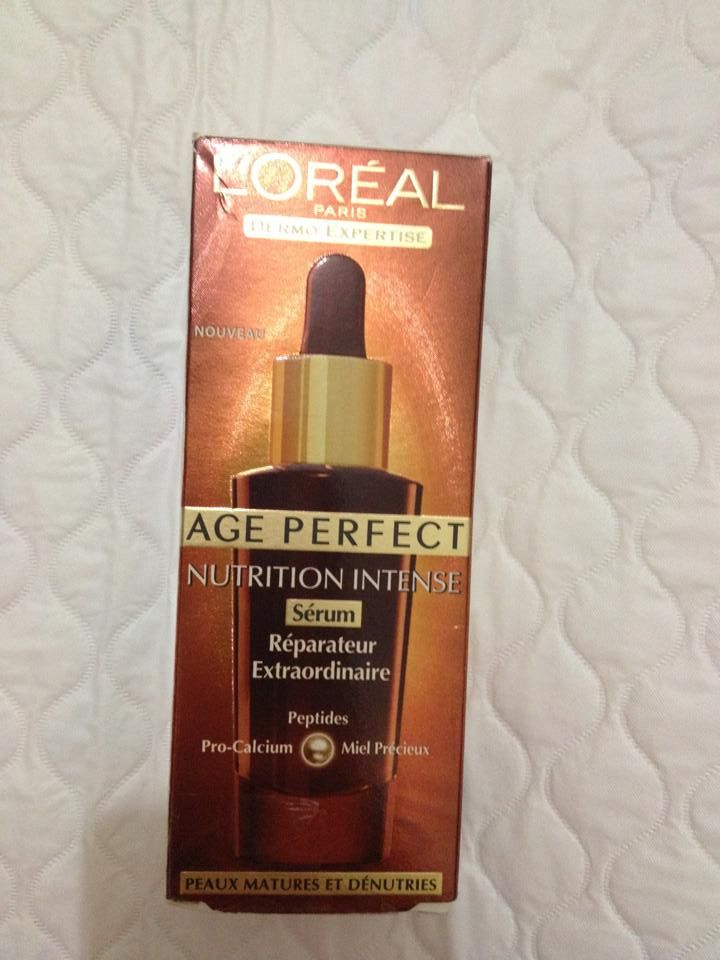 L'ORÉAL
PARIS
DERMO-EXPERTISE
NOUVEAU
AGE PERFECT
NUTRITION INTENSE
Sérum
Réparateur
Extraordinaire
Peptides
Pro-Calcium Miel Précieux
PEAUX MATURES ET DÉNUTRIES